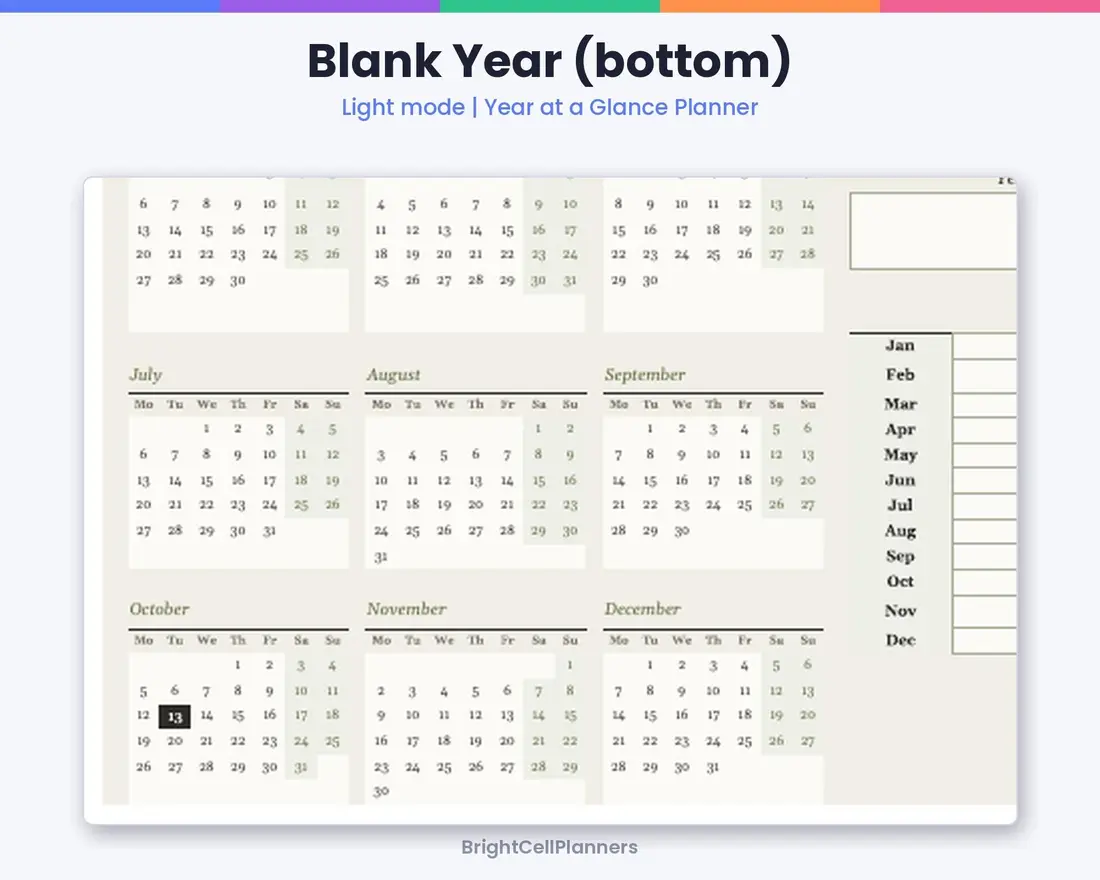 Blank Year (bottom)
Light mode | Year at a Glance Planner
6 7 8 9 10 11 12
13 14 15 16 17 18 19
20 21 22 23 24 25 26
27 28 29 30
4 5 6 7 8 9 10
11 12 13 14 15 16 17
18 19 20 21 22 23 24
25 26 27 28 29 30 31
8 9 10 11 12 13 14
15 16 17 18 19 20 21
22 23 24 25 26 27 28
29 30
July
Mo Tu We Th Fr Sa Su
1 2 3 4 5
6 7 8 9 10 11 12
13 14 15 16 17 18 19
20 21 22 23 24 25 26
27 28 29 30 31
August
Mo Tu We Th Fr Sa Su
1 2
3 4 5 6 7 8 9
10 11 12 13 14 15 16
17 18 19 20 21 22 23
24 25 26 27 28 29 30
31
September
Mo Tu We Th Fr Sa Su
1 2 3 4 5 6
7 8 9 10 11 12 13
14 15 16 17 18 19 20
21 22 23 24 25 26 27
28 29 30
October
Mo Tu We Th Fr Sa Su
1 2 3 4
5 6 7 8 9 10 11
12 13 14 15 16 17 18
19 20 21 22 23 24 25
26 27 28 29 30 31
November
Mo Tu We Th Fr Sa Su
1
2 3 4 5 6 7 8
9 10 11 12 13 14 15
16 17 18 19 20 21 22
23 24 25 26 27 28 29
30
December
Mo Tu We Th Fr Sa Su
1 2 3 4 5 6
7 8 9 10 11 12 13
14 15 16 17 18 19 20
21 22 23 24 25 26 27
28 29 30 31
Jan
Feb
Mar
Apr
May
Jun
Jul
Aug
Sep
Oct
Nov
Dec
BrightCellPlanners